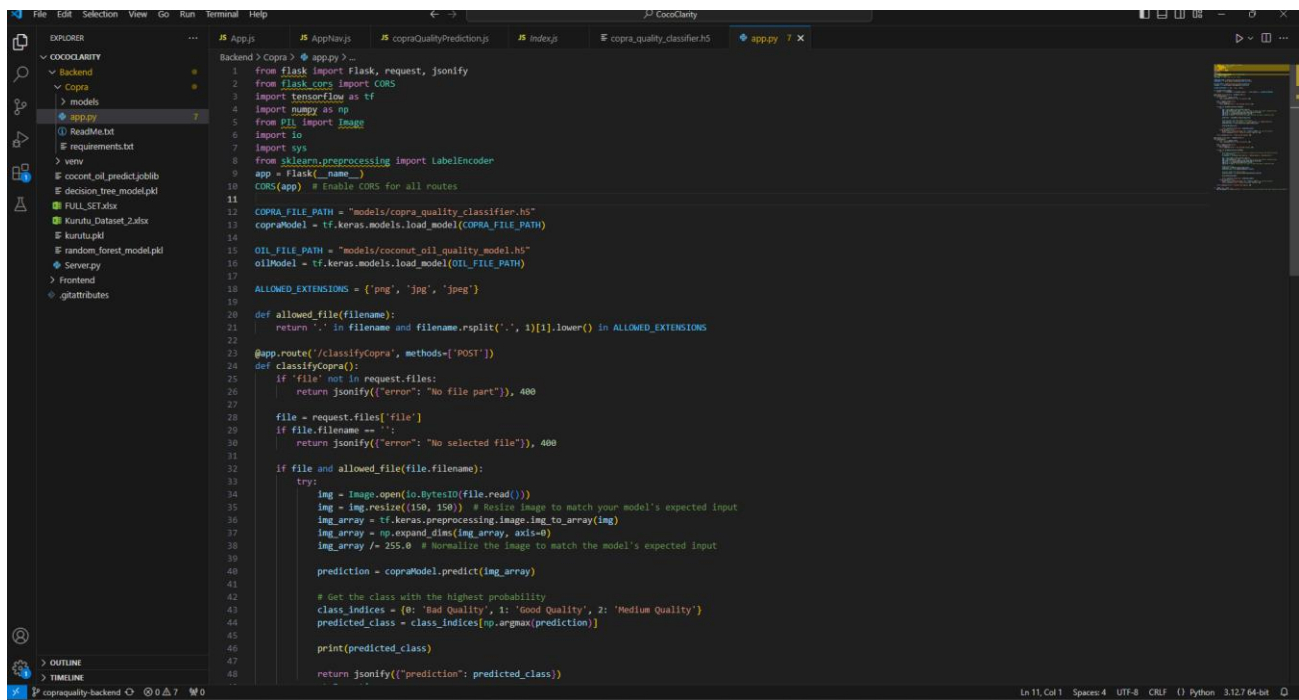 File Edit Selection View Go Run Terminal Help
CocoClarity
EXPLORER
COCOCLARITY
Backend
Copra
models
app.py 7
ReadMe.txt
requirements.txt
venv
cocont_oil_predict.joblib
decision_tree_model.pkl
FULL_SET.xlsx
Kurutu_Dataset_2.xlsx
kurutu.pkl
random_forest_model.pkl
Server.py
Frontend
.gitattributes
OUTLINE
TIMELINE
JS App.js JS AppNav.js JS copraQualityPrediction.js JS Index.js copra_quality_classifier.h5 app.py 7
Backend > Copra > app.py > ...
1 from flask import Flask, request, jsonify
2 from flask_cors import CORS
3 import tensorflow as tf
4 import numpy as np
5 from PIL import Image
6 import io
7 import sys
8 from sklearn.preprocessing import LabelEncoder
9 app = Flask(__name__)
10 CORS(app) # Enable CORS for all routes
11
12 COPRA_FILE_PATH = "models/copra_quality_classifier.h5"
13 copraModel = tf.keras.models.load_model(COPRA_FILE_PATH)
14
15 OIL_FILE_PATH = "models/coconut_oil_quality_model.h5"
16 oilModel = tf.keras.models.load_model(OIL_FILE_PATH)
17
18 ALLOWED_EXTENSIONS = {'png', 'jpg', 'jpeg'}
19
20 def allowed_file(filename):
21 return '.' in filename and filename.rsplit('.', 1)[1].lower() in ALLOWED_EXTENSIONS
22
23 @app.route('/classifyCopra', methods=['POST'])
24 def classifyCopra():
25 if 'file' not in request.files:
26 return jsonify({"error": "No file part"}), 400
27
28 file = request.files['file']
29 if file.filename == '':
30 return jsonify({"error": "No selected file"}), 400
31
32 if file and allowed_file(file.filename):
33 try:
34 img = Image.open(io.BytesIO(file.read()))
35 img = img.resize((150, 150)) # Resize image to match your model's expected input
36 img_array = tf.keras.preprocessing.image.img_to_array(img)
37 img_array = np.expand_dims(img_array, axis=0)
38 img_array /= 255.0 # Normalize the image to match the model's expected input
39
40 prediction = copraModel.predict(img_array)
41
42 # Get the class with the highest probability
43 class_indices = {0: 'Bad Quality', 1: 'Good Quality', 2: 'Medium Quality'}
44 predicted_class = class_indices[np.argmax(prediction)]
45
46 print(predicted_class)
47
48 return jsonify({"prediction": predicted_class})
copraquality-backend 0 7 0 Ln 11, Col 1 Spaces: 4 UTF-8 CRLF Python 3.12.7 64-bit